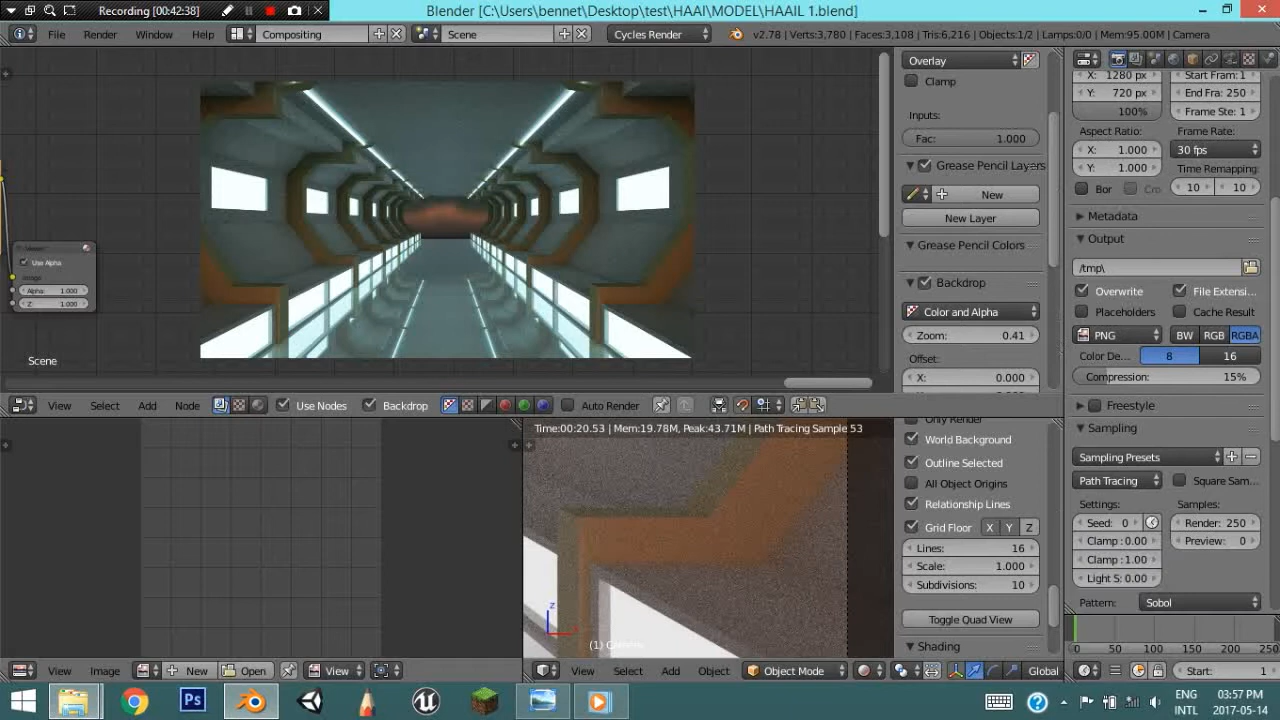 Recording [00:42:38]
Blender [C:\Users\bennet\Desktop\test\HAAI\MODEL\HAAIL 1.blend]
File Render Window Help Compositing Scene Cycles Render v2.78 | Verts:3,780 | Faces:3,108 | Tris:6,216 | Objects:1/2 | Lamps:0/0 | Mem:95.00M | Camera
Overlay
Clamp
Inputs:
Fac: 1.000
Grease Pencil Layers
New
New Layer
Grease Pencil Colors
Backdrop
Color and Alpha
Zoom: 0.41
Offset:
X: 0.000
X: 1280 px
Y: 720 px
100%
Start Fram: 1
End Fra: 250
Frame Ste: 1
Aspect Ratio:
X: 1.000
Y: 1.000
Frame Rate:
30 fps
Time Remapping:
10 10
Bor Cro
Metadata
Output
/tmp\
Overwrite File Extensi...
Placeholders Cache Result
PNG BW RGB RGBA
Color De... 8 16
Compression: 15%
Freestyle
Sampling
Sampling Presets
Path Tracing Square Sam...
Settings: Samples:
Seed: 0 Render: 250
Clamp: 0.00 Preview: 0
Clamp: 1.00
Light S: 0.00
Pattern: Sobol
Viewer
Use Alpha
Image
Alpha: 1.000
Z: 1.000
Scene
View Select Add Node Use Nodes Backdrop Auto Render
Time:00:20.53 | Mem:19.78M, Peak:43.71M | Path Tracing Sample 53
z
(1) Camera
Only Render
World Background
Outline Selected
All Object Origins
Relationship Lines
Grid Floor X Y Z
Lines: 16
Scale: 1.000
Subdivisions: 10
Toggle Quad View
Shading
0 50 100 150 200 250
View Image New Open View
View Select Add Object Object Mode Global
Start: 1
Ps
ENG
INTL
03:57 PM
2017-05-14